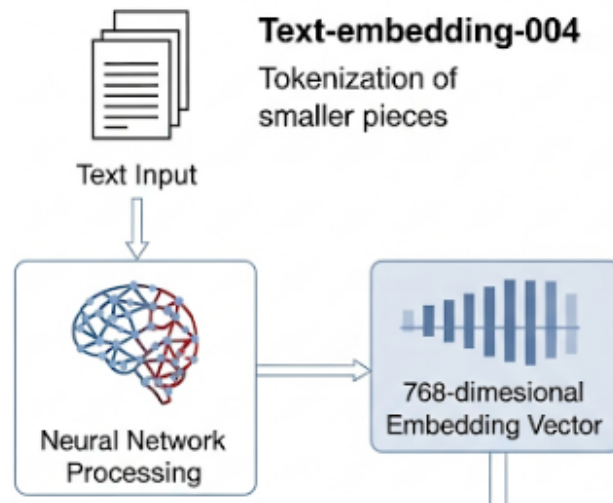 Text-embedding-004
Tokenization of
smaller pieces
Text Input
Neural Network
Processing
768-dimesional
Embedding Vector